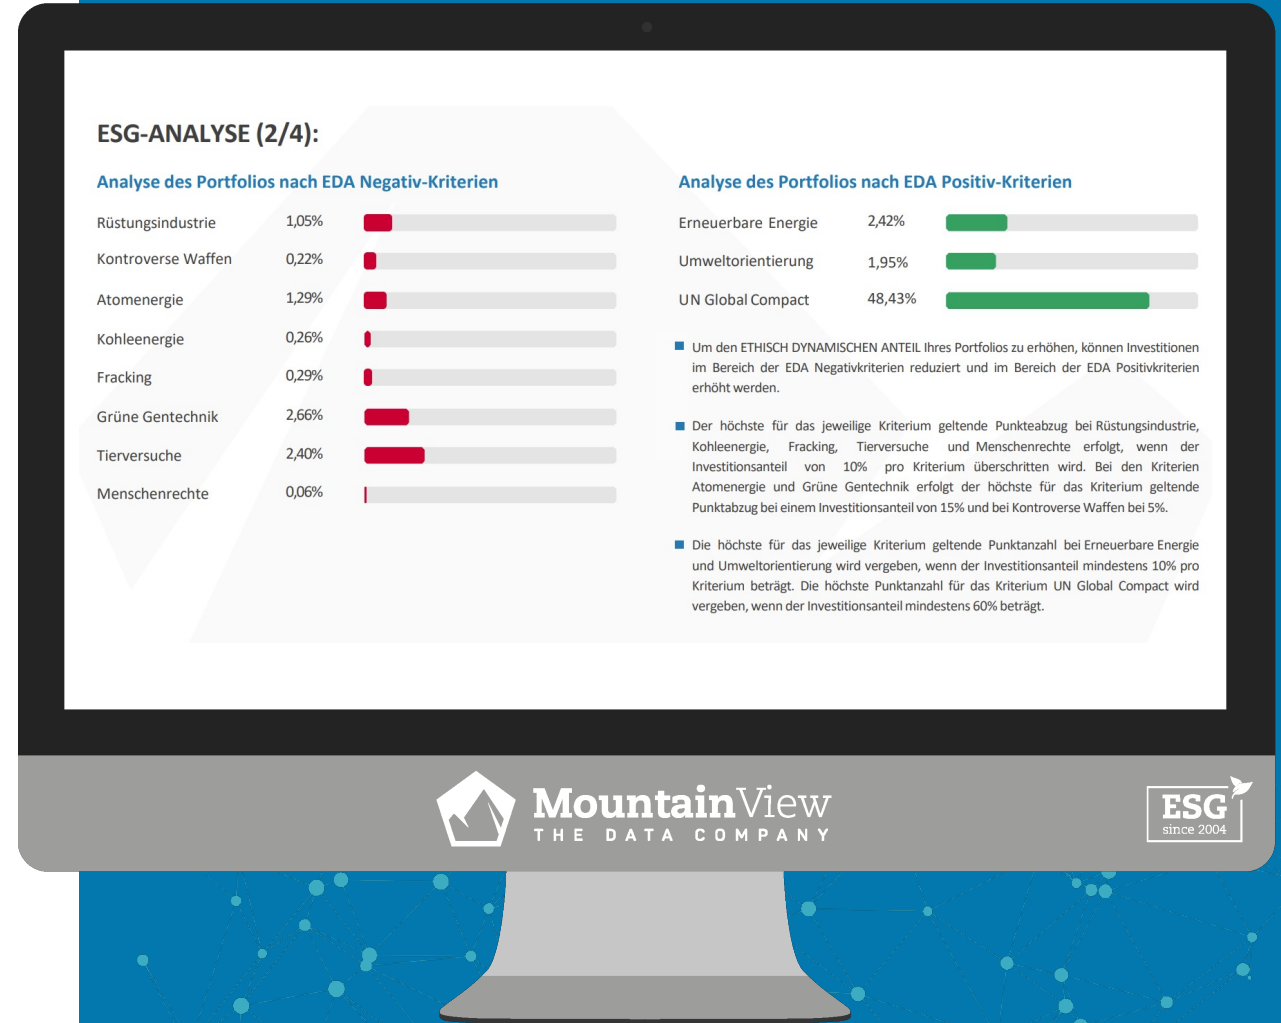 ESG-ANALYSE (2/4):
Analyse des Portfolios nach EDA Negativ-Kriterien
Rüstungsindustrie 1,05%
Kontroverse Waffen 0,22%
Atomenergie 1,29%
Kohleenergie 0,26%
Fracking 0,29%
Grüne Gentechnik 2,66%
Tierversuche 2,40%
Menschenrechte 0,06%
Analyse des Portfolios nach EDA Positiv-Kriterien
Erneuerbare Energie 2,42%
Umweltorientierung 1,95%
UN Global Compact 48,43%
Um den ETHISCH DYNAMISCHEN ANTEIL Ihres Portfolios zu erhöhen, können Investitionen
im Bereich der EDA Negativkriterien reduziert und im Bereich der EDA Positivkriterien
erhöht werden.
Der höchste für das jeweilige Kriterium geltende Punkteabzug bei Rüstungsindustrie,
Kohleenergie, Fracking, Tierversuche und Menschenrechte erfolgt, wenn der
Investitionsanteil von 10% pro Kriterium überschritten wird. Bei den Kriterien
Atomenergie und Grüne Gentechnik erfolgt der höchste für das Kriterium geltende
Punktabzug bei einem Investitionsanteil von 15% und bei Kontroverse Waffen bei 5%.
Die höchste für das jeweilige Kriterium geltende Punktanzahl bei Erneuerbare Energie
und Umweltorientierung wird vergeben, wenn der Investitionsanteil mindestens 10% pro
Kriterium beträgt. Die höchste Punktanzahl für das Kriterium UN Global Compact wird
vergeben, wenn der Investitionsanteil mindestens 60% beträgt.
MountainView
THE DATA COMPANY
ESG
since 2004